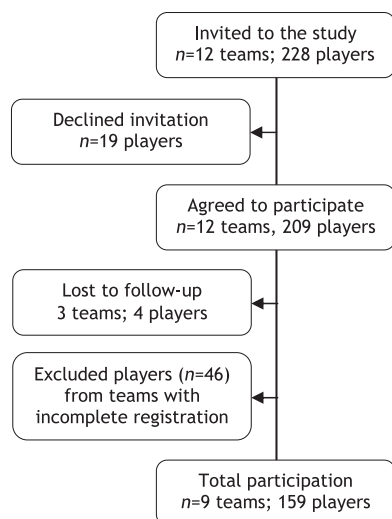 Invited to the study
n=12 teams; 228 players
Declined invitation
n=19 players
Agreed to participate
n=12 teams, 209 players
Lost to follow-up
3 teams; 4 players
Excluded players (n=46)
from teams with
incomplete registration
Total participation
n=9 teams; 159 players